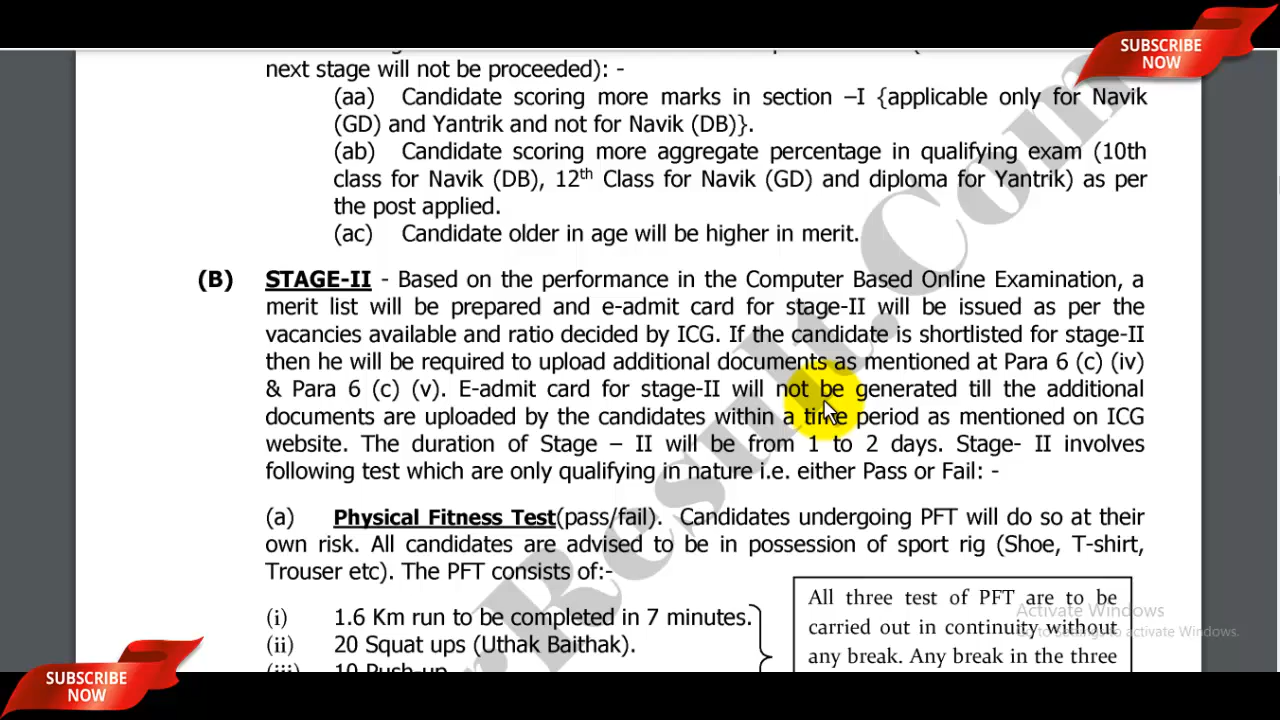 SUBSCRIBE
NOW
next stage will not be proceeded): -
(aa) Candidate scoring more marks in section –I {applicable only for Navik
(GD) and Yantrik and not for Navik (DB)}.
(ab) Candidate scoring more aggregate percentage in qualifying exam (10th
class for Navik (DB), 12th Class for Navik (GD) and diploma for Yantrik) as per
the post applied.
(ac) Candidate older in age will be higher in merit.
(B) STAGE-II - Based on the performance in the Computer Based Online Examination, a
merit list will be prepared and e-admit card for stage-II will be issued as per the
vacancies available and ratio decided by ICG. If the candidate is shortlisted for stage-II
then he will be required to upload additional documents as mentioned at Para 6 (c) (iv)
& Para 6 (c) (v). E-admit card for stage-II will not be generated till the additional
documents are uploaded by the candidates within a time period as mentioned on ICG
website. The duration of Stage – II will be from 1 to 2 days. Stage- II involves
following test which are only qualifying in nature i.e. either Pass or Fail: -
(a) Physical Fitness Test(pass/fail). Candidates undergoing PFT will do so at their
own risk. All candidates are advised to be in possession of sport rig (Shoe, T-shirt,
Trouser etc). The PFT consists of:-
(i) 1.6 Km run to be completed in 7 minutes.
(ii) 20 Squat ups (Uthak Baithak).
10 Push-up
All three test of PFT are to be
carried out in continuity without
any break. Any break in the three
Activate Windows
Go to Settings to activate Windows.
Result.Com
SUBSCRIBE
NOW